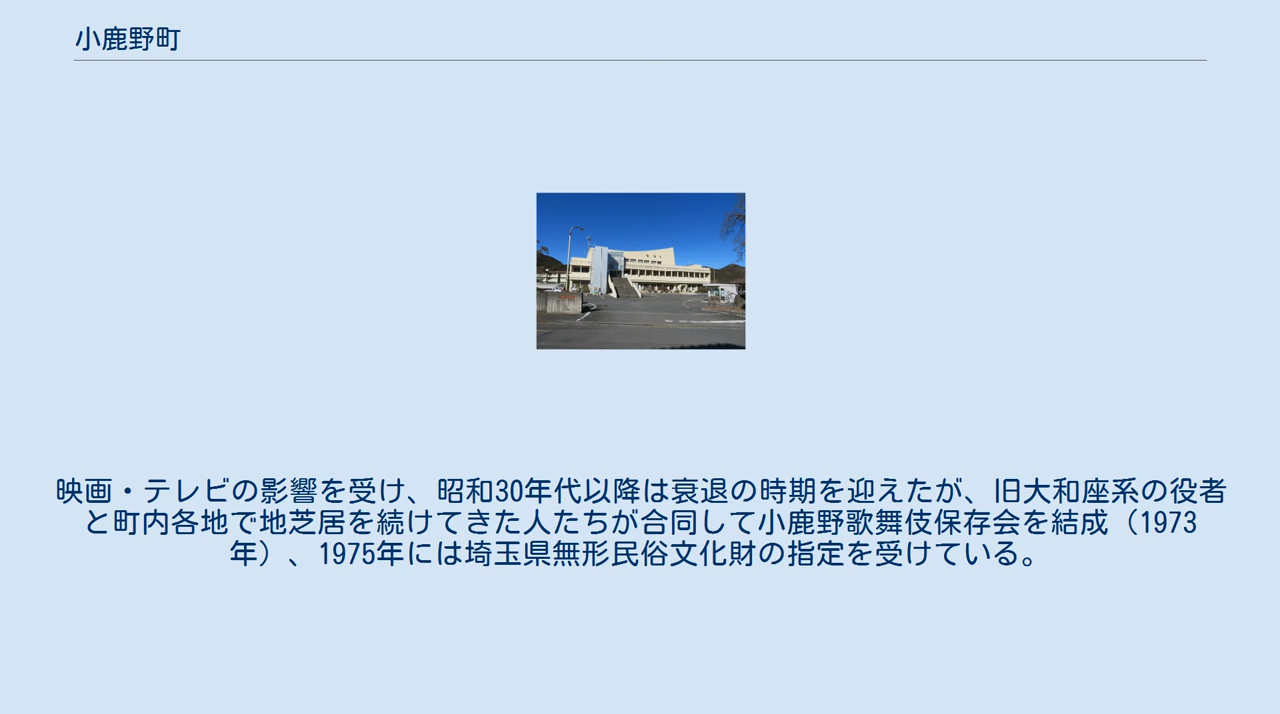 小鹿野町
映画・テレビの影響を受け、昭和30年代以降は衰退の時期を迎えたが、旧大和座系の役者
と町内各地で地芝居を続けてきた人たちが合同して小鹿野歌舞伎保存会を結成（1973
年）、1975年には埼玉県無形民俗文化財の指定を受けている。